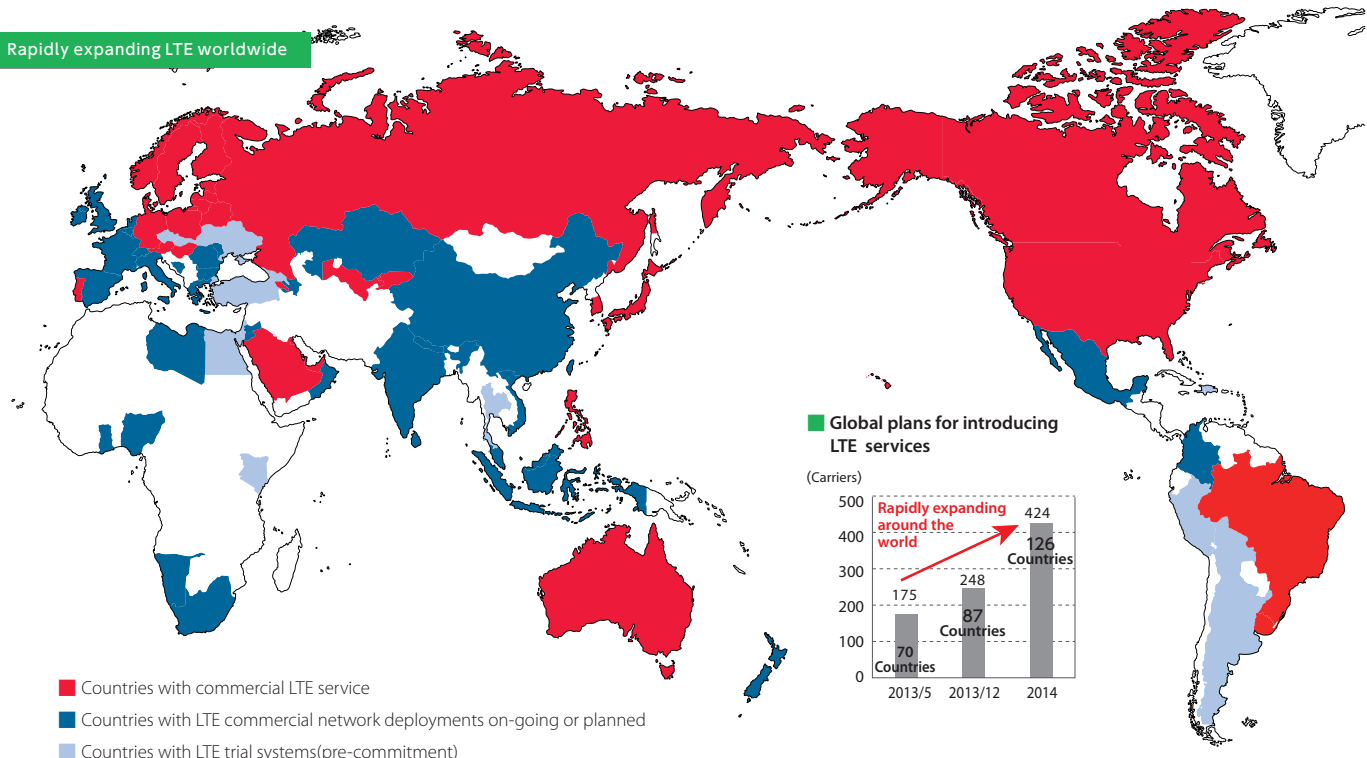 Rapidly expanding LTE worldwide
Global plans for introducing
LTE services
(Carriers)
500
400
300
200
100
0
Rapidly expanding
around the
world
175
70
Countries
248
87
Countries
424
126
Countries
2013/5 2013/12 2014
Countries with commercial LTE service
Countries with LTE commercial network deployments on-going or planned
Countries with LTE trial systems(pre-commitment)